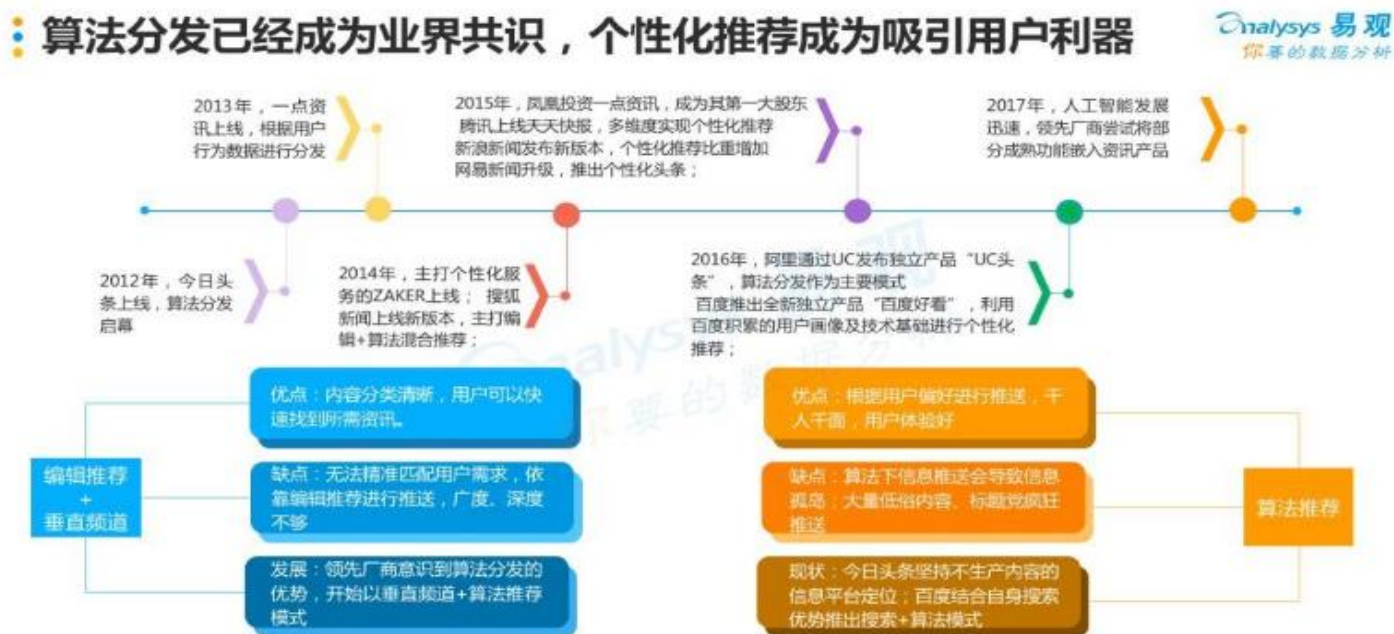 算法分发已经成为业界共识，个性化推荐成为吸引用户利器
analysys 易观
你要的数据分析
2013年，一点资
讯上线，根据用户
行为数据进行分发
2015年，凤凰投资一点资讯，成为其第一大股东
腾讯上线天天快报，多维度实现个性化推荐
新浪新闻发布新版本，个性化推荐比重增加
网易新闻升级，推出个性化头条；
2017年，人工智能发展
迅速，领先厂商尝试将部
分成熟功能嵌入资讯产品
2012年，今日头
条上线，算法分发
启幕
2014年，主打个性化服
务的ZAKER上线； 搜狐
新闻上线新版本，主打编
辑+算法混合推荐；
2016年，阿里通过UC发布独立产品“UC头
条”，算法分发作为主要模式
百度推出全新独立产品“百度好看”，利用
百度积累的用户画像及技术基础进行个性化
推荐；
analysys 易观
你要的数据分析
编辑推荐
+
垂直频道
优点：内容分类清晰，用户可以快
速找到所需资讯。
缺点：无法精准匹配用户需求，依
靠编辑推荐进行推送，广度、深度
不够
发展：领先厂商意识到算法分发的
优势，开始以垂直频道+算法推荐
模式
优点：根据用户偏好进行推送，千
人千面，用户体验好
缺点：算法下信息推送会导致信息
孤岛；大量低俗内容、标题党疯狂
推送
现状：今日头条坚持不生产内容的
信息平台定位；百度结合自身搜索
优势推出搜索+算法模式
算法推荐